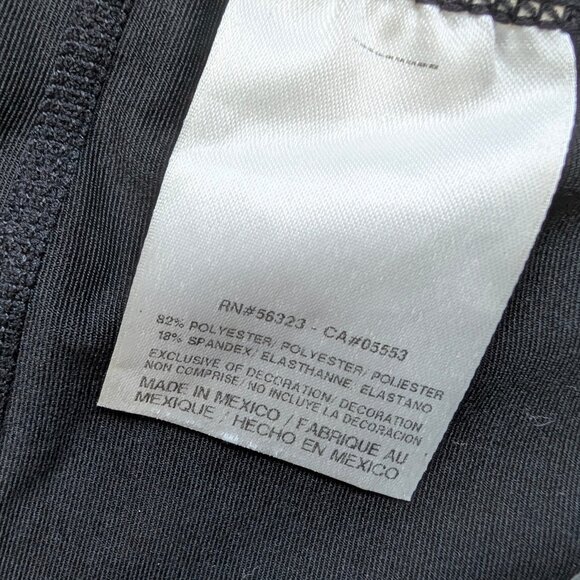 RN#56323 - CA#05553
82% POLYESTER/ POLYESTER/ POLIESTER
18% SPANDEX/ ELASTHANNE/ ELASTANO
EXCLUSIVE OF DECORATION/ DECORATION
NON COMPRISE/ NO INCLUYE LA DECORACION
MADE IN MEXICO / FABRIQUE AU
MEXIQUE / HECHO EN MEXICO